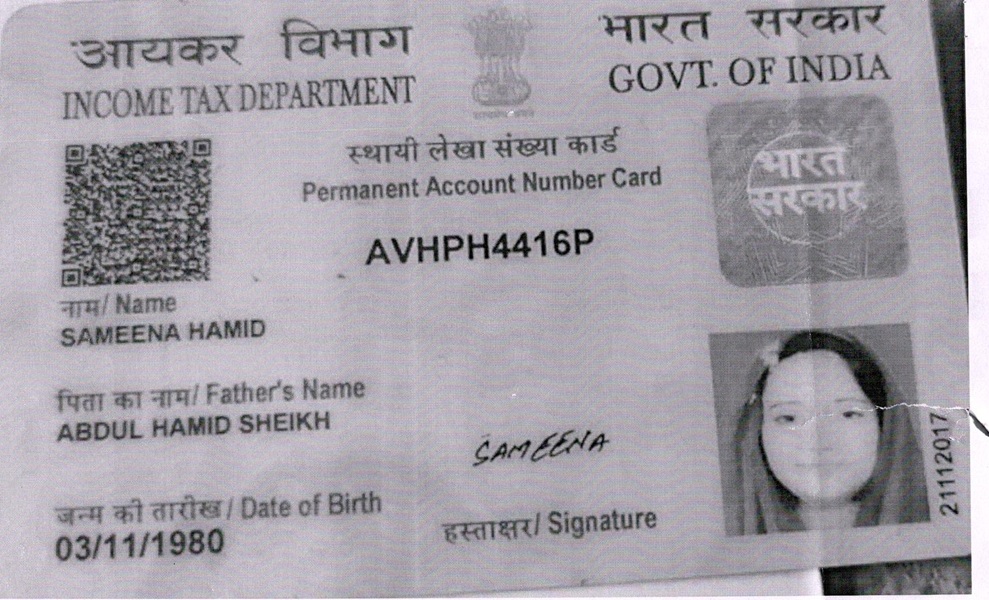 आयकर विभाग
INCOME TAX DEPARTMENT
भारत सरकार
GOVT. OF INDIA
स्थायी लेखा संख्या कार्ड
Permanent Account Number Card
AVHPH4416P
भारत
सरकार
नाम/ Name
SAMEENA HAMID
पिता का नाम/ Father's Name
ABDUL HAMID SHEIKH
जन्म की तारीख / Date of Birth
03/11/1980
SAMEENA
हस्ताक्षर/ Signature
21112017